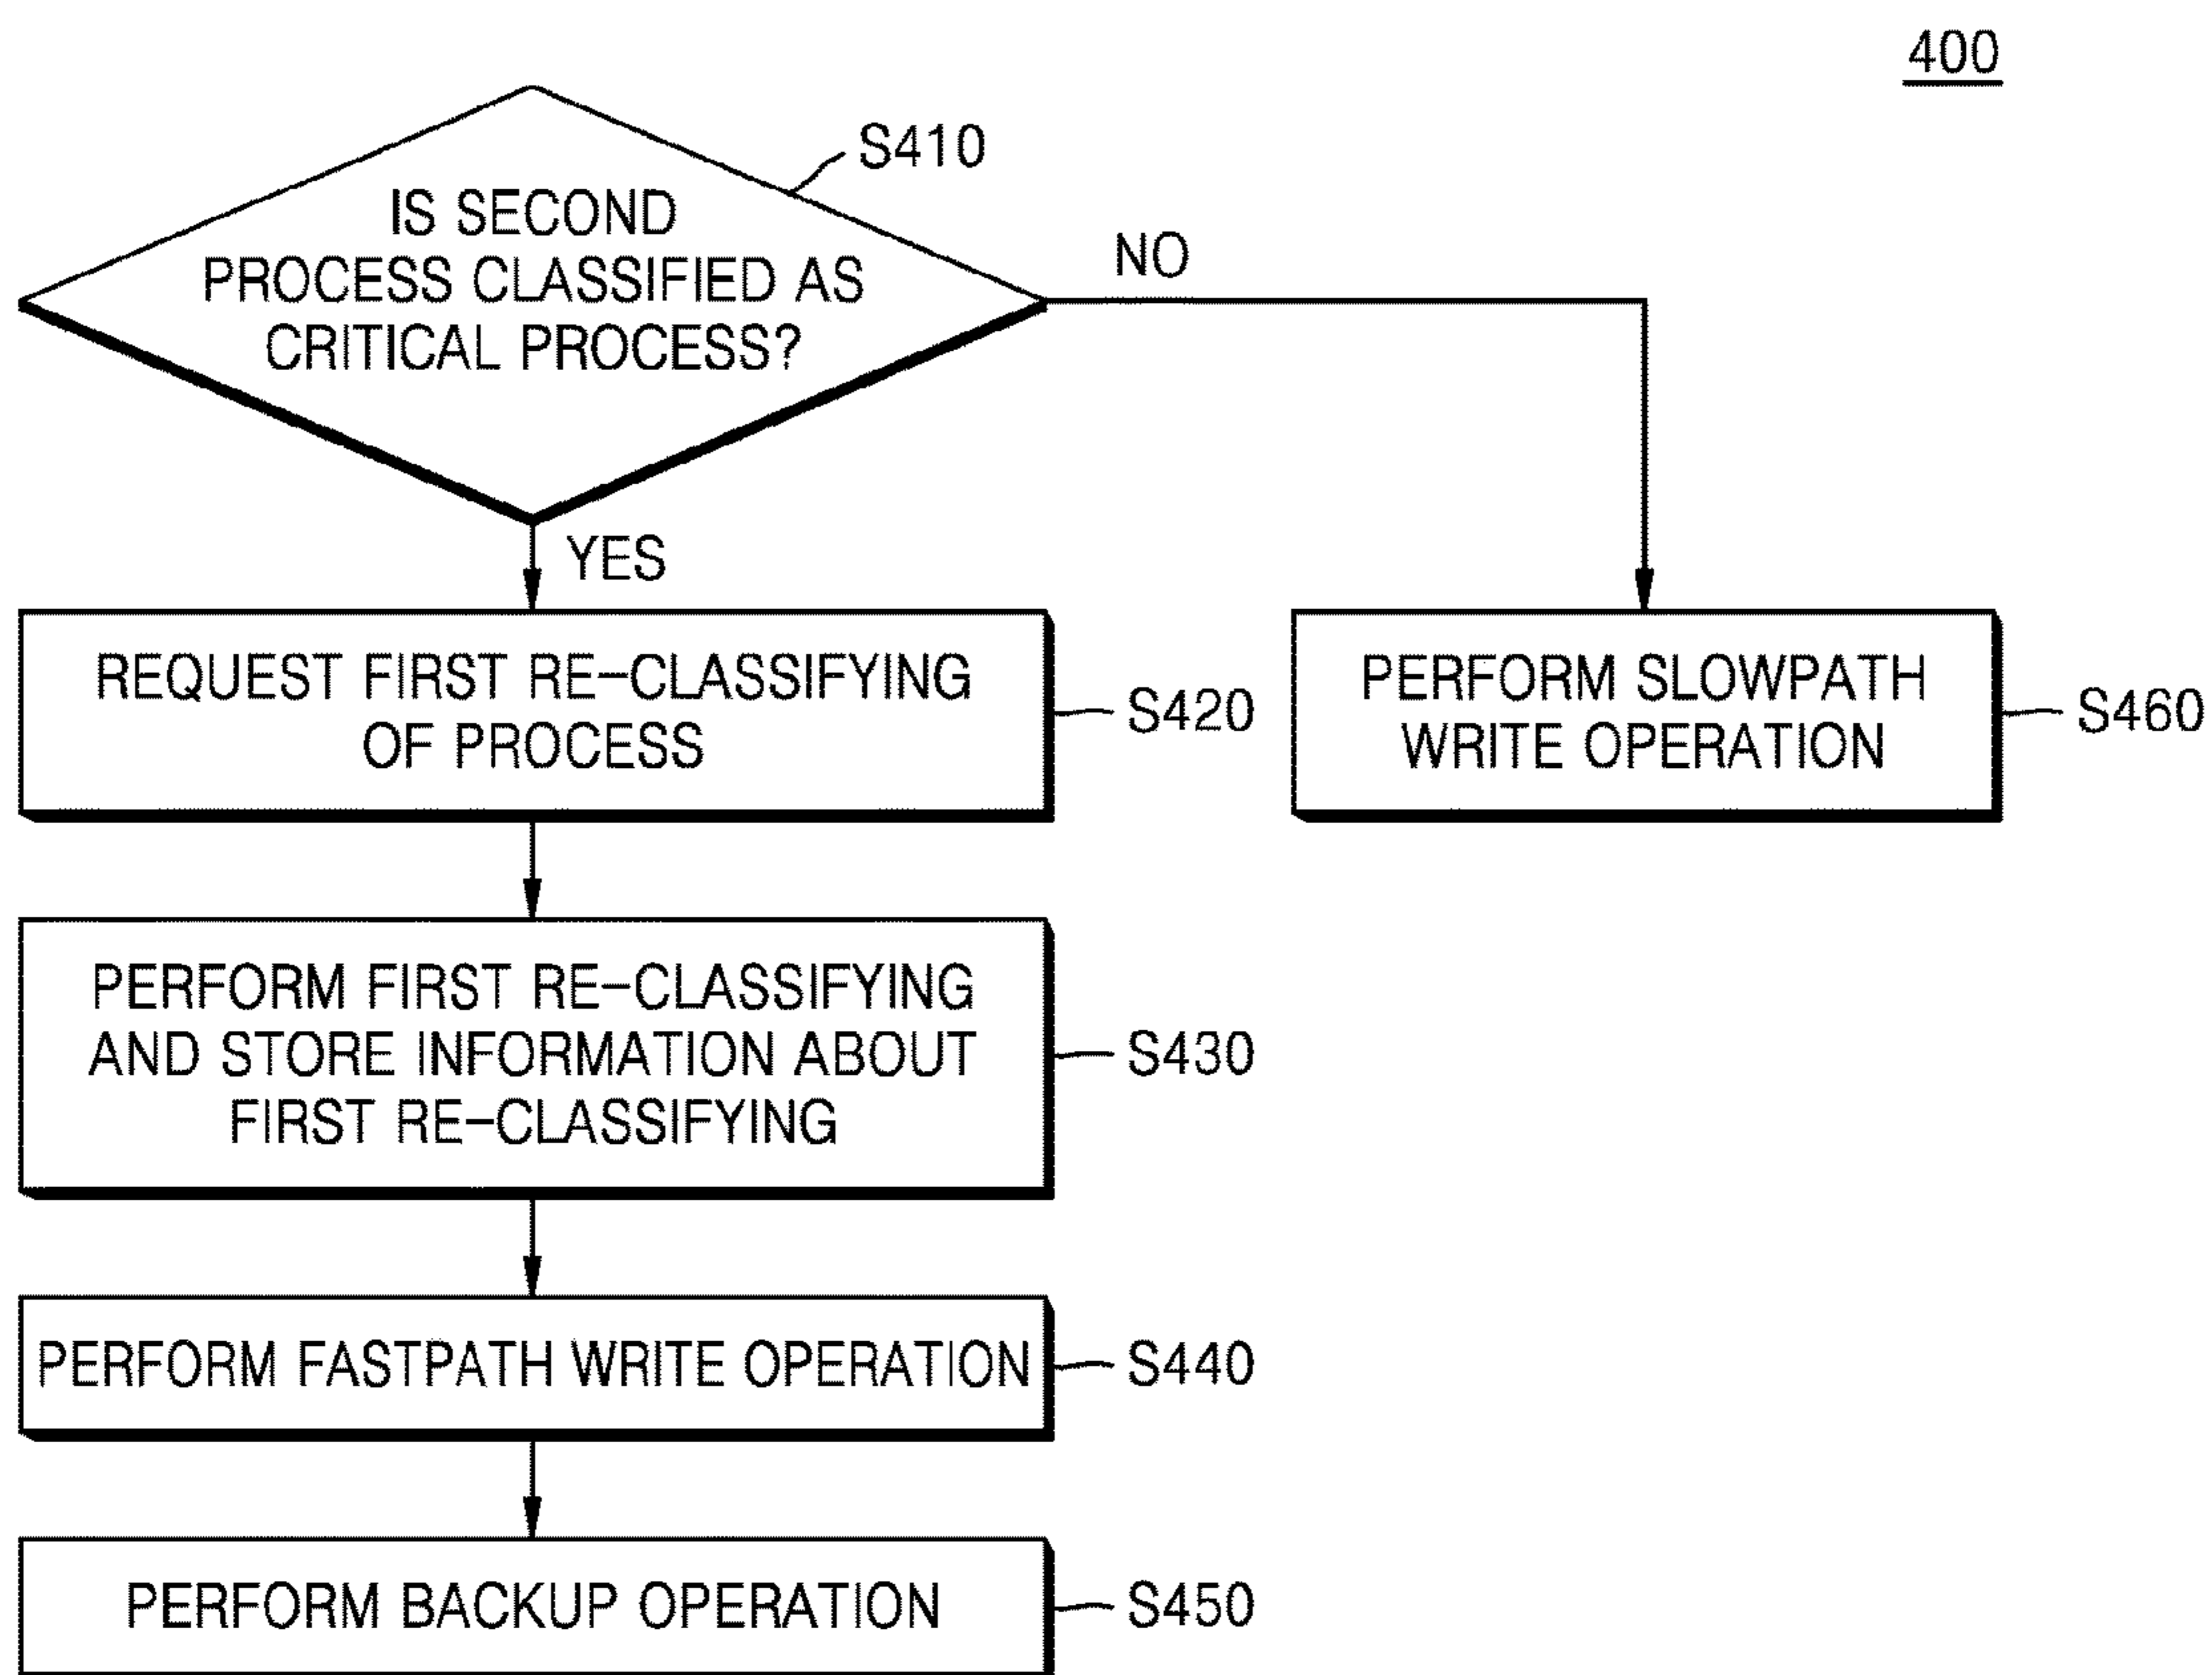 400
S410
IS SECOND
PROCESS CLASSIFIED AS
CRITICAL PROCESS?
NO
YES
REQUEST FIRST RE-CLASSIFYING
OF PROCESS
S420
PERFORM SLOWPATH
WRITE OPERATION
S460
PERFORM FIRST RE-CLASSIFYING
AND STORE INFORMATION ABOUT
FIRST RE-CLASSIFYING
S430
PERFORM FASTPATH WRITE OPERATION
S440
PERFORM BACKUP OPERATION
S450